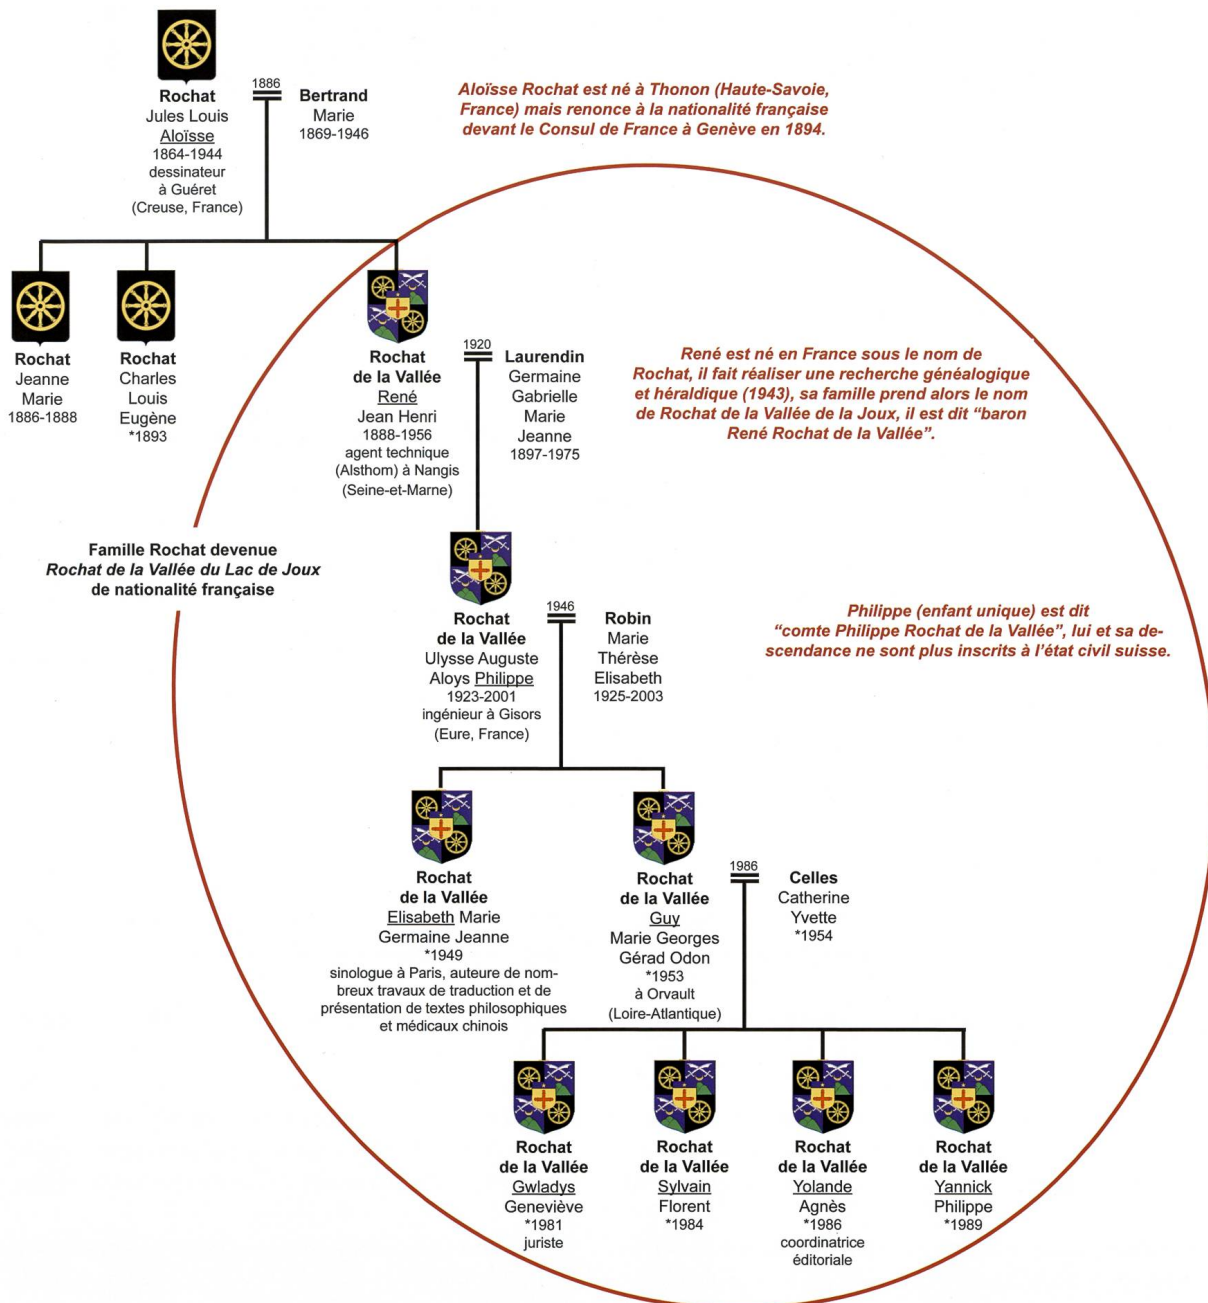 1886
Rochat
Jules Louis
Aloïsse
1864-1944
dessinateur
à Guéret
(Creuse, France)
Bertrand
Marie
1869-1946
Aloïsse Rochat est né à Thonon (Haute-Savoie,
France) mais renonce à la nationalité française
devant le Consul de France à Genève en 1894.
Rochat
Jeanne
Marie
1886-1888
Rochat
Charles
Louis
Eugène
*1893
Rochat
de la Vallée
René
Jean Henri
1888-1956
agent technique
(Alsthom) à Nangis
(Seine-et-Marne)
1920
Laurendin
Germaine
Gabrielle
Marie
Jeanne
1897-1975
René est né en France sous le nom de
Rochat, il fait réaliser une recherche généalogique
et héraldique (1943), sa famille prend alors le nom
de Rochat de la Vallée de la Joux, il est dit “baron
René Rochat de la Vallée”.
Famille Rochat devenue
Rochat de la Vallée du Lac de Joux
de nationalité française
Rochat
de la Vallée
Ulysse Auguste
Aloys Philippe
1923-2001
ingénieur à Gisors
(Eure, France)
1946
Robin
Marie
Thérèse
Elisabeth
1925-2003
Philippe (enfant unique) est dit
“comte Philippe Rochat de la Vallée”, lui et sa de-
scendance ne sont plus inscrits à l’état civil suisse.
Rochat
de la Vallée
Elisabeth Marie
Germaine Jeanne
*1949
sinologue à Paris, auteure de nom-
breux travaux de traduction et de
présentation de textes philosophiques
et médicaux chinois
Rochat
de la Vallée
Guy
Marie Georges
Gérad Odon
*1953
à Orvault
(Loire-Atlantique)
1986
Celles
Catherine
Yvette
*1954
Rochat
de la Vallée
Gwladys
Geneviève
*1981
juriste
Rochat
de la Vallée
Sylvain
Florent
*1984
Rochat
de la Vallée
Yolande
Agnès
*1986
coordinatrice
éditoriale
Rochat
de la Vallée
Yannick
Philippe
*1989